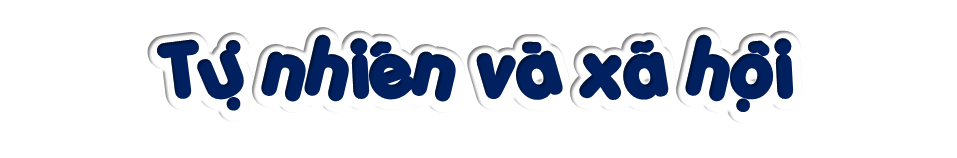 Tự nhiên và xã hội